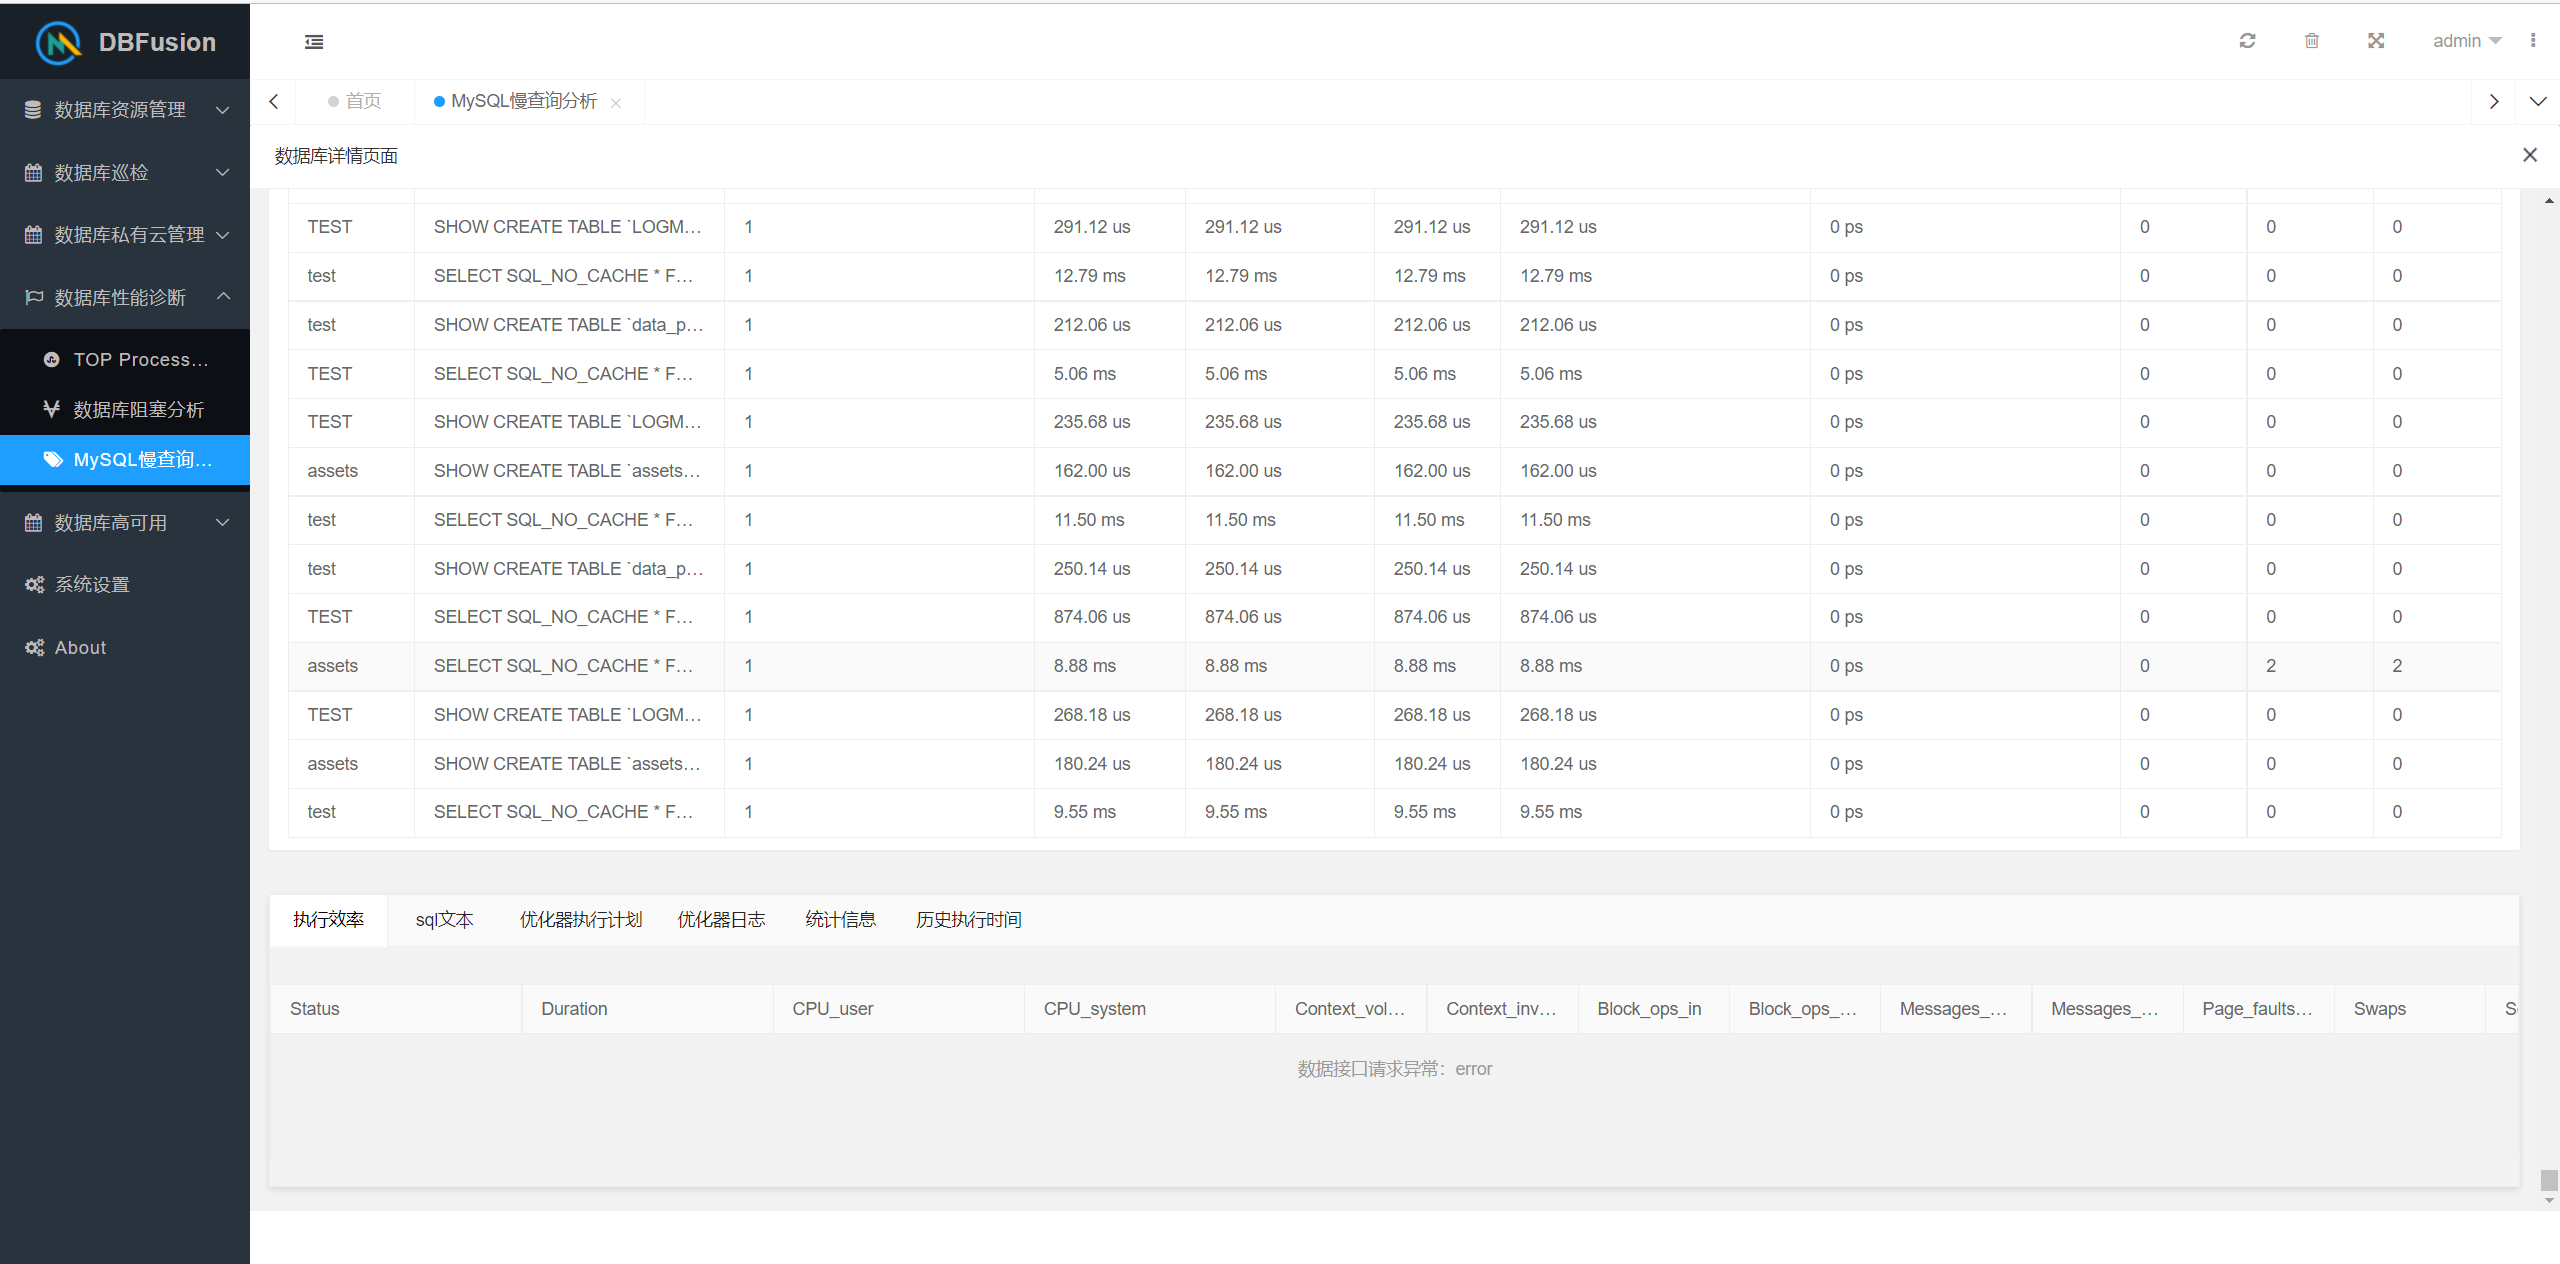 DBFusion
admin
首页
MySQL慢查询分析
数据库详情页面
数据库资源管理
数据库巡检
数据库私有云管理
数据库性能诊断
TOP Process...
数据库阻塞分析
MySQL慢查询...
数据库高可用
系统设置
About
TEST SHOW CREATE TABLE `LOGM... 1 291.12 us 291.12 us 291.12 us 291.12 us 0 ps 0 0 0
test SELECT SQL_NO_CACHE * F... 1 12.79 ms 12.79 ms 12.79 ms 12.79 ms 0 ps 0 0 0
test SHOW CREATE TABLE `data_p... 1 212.06 us 212.06 us 212.06 us 212.06 us 0 ps 0 0 0
TEST SELECT SQL_NO_CACHE * F... 1 5.06 ms 5.06 ms 5.06 ms 5.06 ms 0 ps 0 0 0
TEST SHOW CREATE TABLE `LOGM... 1 235.68 us 235.68 us 235.68 us 235.68 us 0 ps 0 0 0
assets SHOW CREATE TABLE `assets... 1 162.00 us 162.00 us 162.00 us 162.00 us 0 ps 0 0 0
test SELECT SQL_NO_CACHE * F... 1 11.50 ms 11.50 ms 11.50 ms 11.50 ms 0 ps 0 0 0
test SHOW CREATE TABLE `data_p... 1 250.14 us 250.14 us 250.14 us 250.14 us 0 ps 0 0 0
TEST SELECT SQL_NO_CACHE * F... 1 874.06 us 874.06 us 874.06 us 874.06 us 0 ps 0 0 0
assets SELECT SQL_NO_CACHE * F... 1 8.88 ms 8.88 ms 8.88 ms 8.88 ms 0 ps 0 2 2
TEST SHOW CREATE TABLE `LOGM... 1 268.18 us 268.18 us 268.18 us 268.18 us 0 ps 0 0 0
assets SHOW CREATE TABLE `assets... 1 180.24 us 180.24 us 180.24 us 180.24 us 0 ps 0 0 0
test SELECT SQL_NO_CACHE * F... 1 9.55 ms 9.55 ms 9.55 ms 9.55 ms 0 ps 0 0 0
执行效率 sql文本 优化器执行计划 优化器日志 统计信息 历史执行时间
Status Duration CPU_user CPU_system Context_vol... Context_inv... Block_ops_in Block_ops_... Messages_... Messages_... Page_faults... Swaps
数据接口请求异常：error